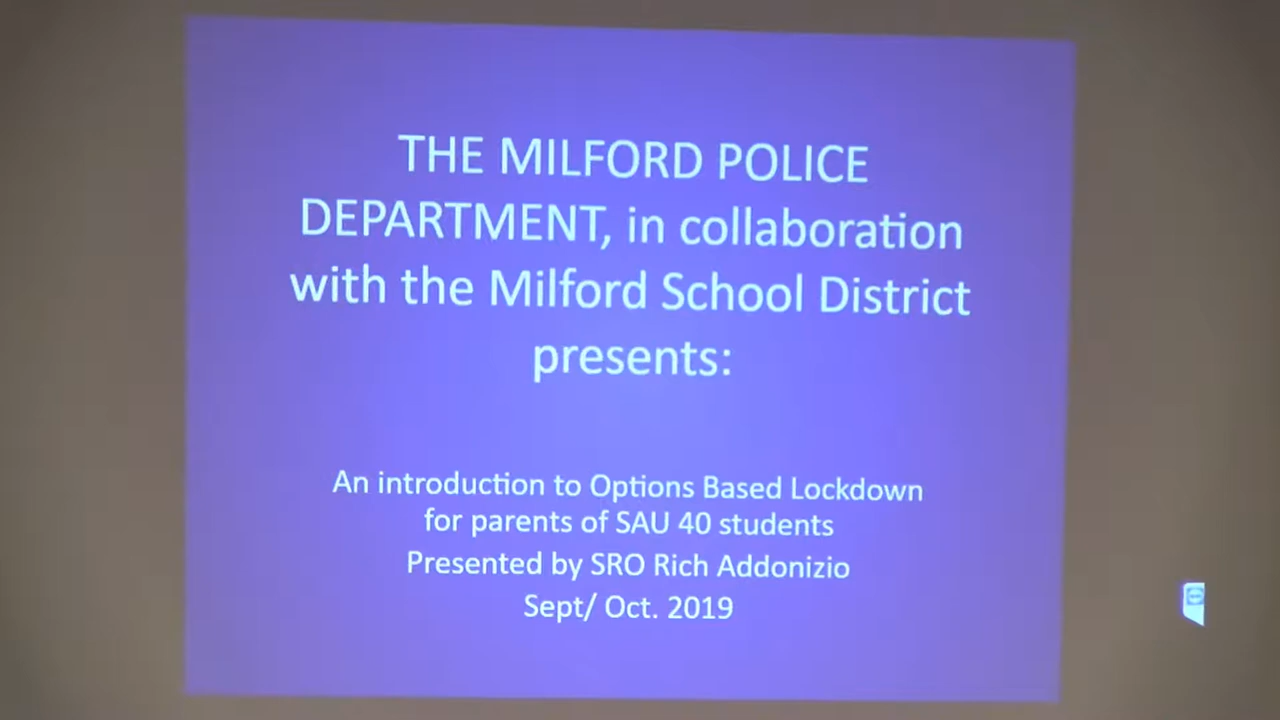 THE MILFORD POLICE
DEPARTMENT, in collaboration
with the Milford School District
presents:
An introduction to Options Based Lockdown
for parents of SAU 40 students
Presented by SRO Rich Addonizio
Sept/ Oct. 2019